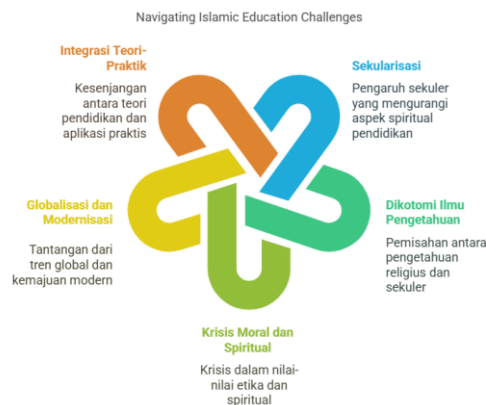 Navigating Islamic Education Challenges
Integrasi Teori-
Praktik
Kesenjangan
antara teori
pendidikan dan
aplikasi praktis
Sekularisasi
Pengaruh sekuler
yang mengurangi
aspek spiritual
pendidikan
Globalisasi dan
Modernisasi
Tantangan dari
tren global dan
kemajuan modern
Dikotomi Ilmu
Pengetahuan
Pemisahan antara
pengetahuan
religius dan
sekuler
Krisis Moral dan
Spiritual
Krisis dalam nilai-
nilai etika dan
spiritual